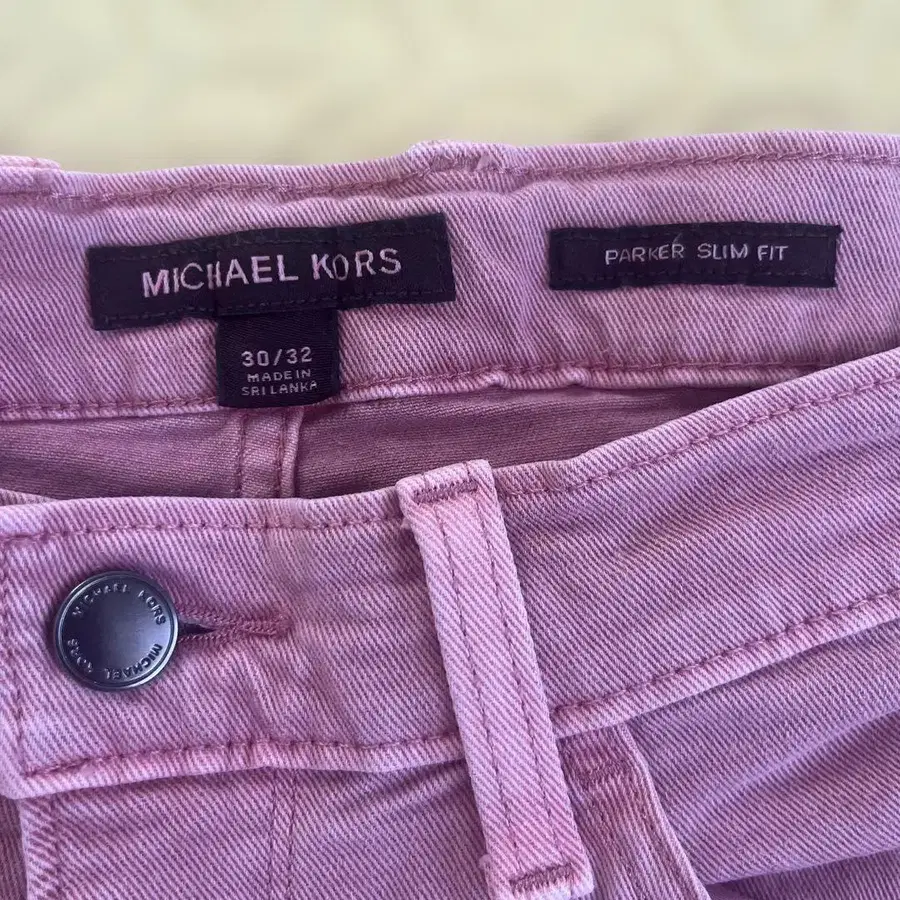 MICHAEL KORS
PARKER SLIM FIT
30/32
MADE IN
SRI LANKA
MICHAEL KORS
MICHAEL KORS